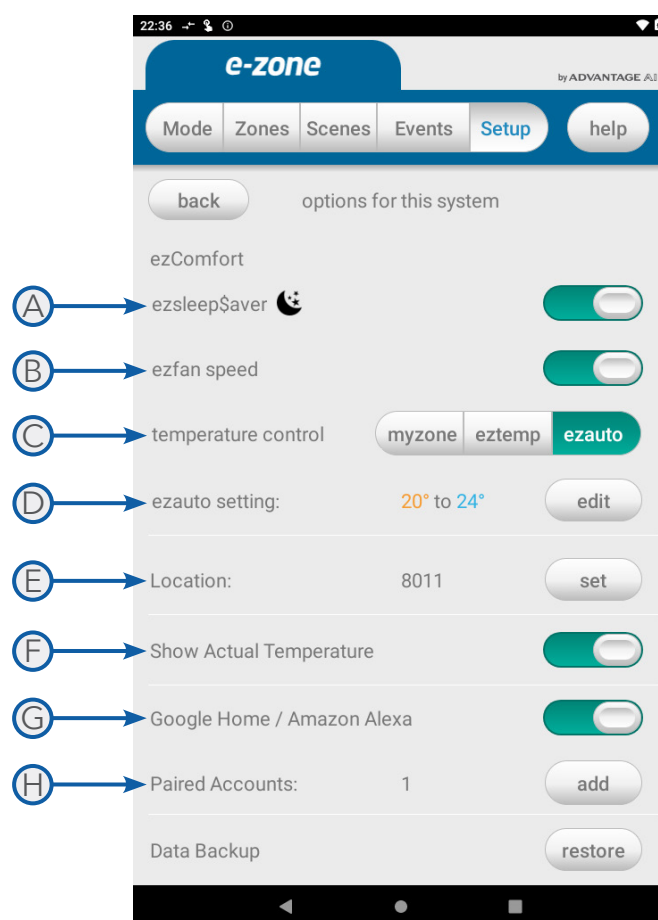 22:36
e-zone
by ADVANTAGE AI
Mode Zones Scenes Events Setup help
back options for this system
ezComfort
A ezsleep$aver
B ezfan speed
C temperature control myzone eztemp ezauto
D ezauto setting: 20° to 24° edit
E Location: 8011 set
F Show Actual Temperature
G Google Home / Amazon Alexa
H Paired Accounts: 1 add
Data Backup restore